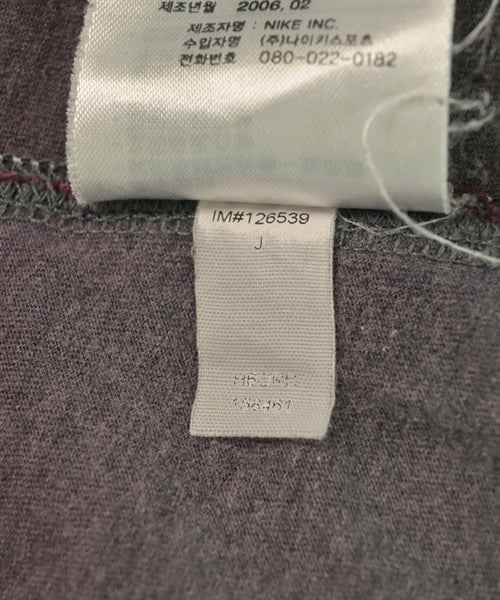 제조년월 2006, 02
제조자명 : NIKE INC.
수입자명 (주)나이키스포츠
전화번호 080-022-0182
IM#126539
J